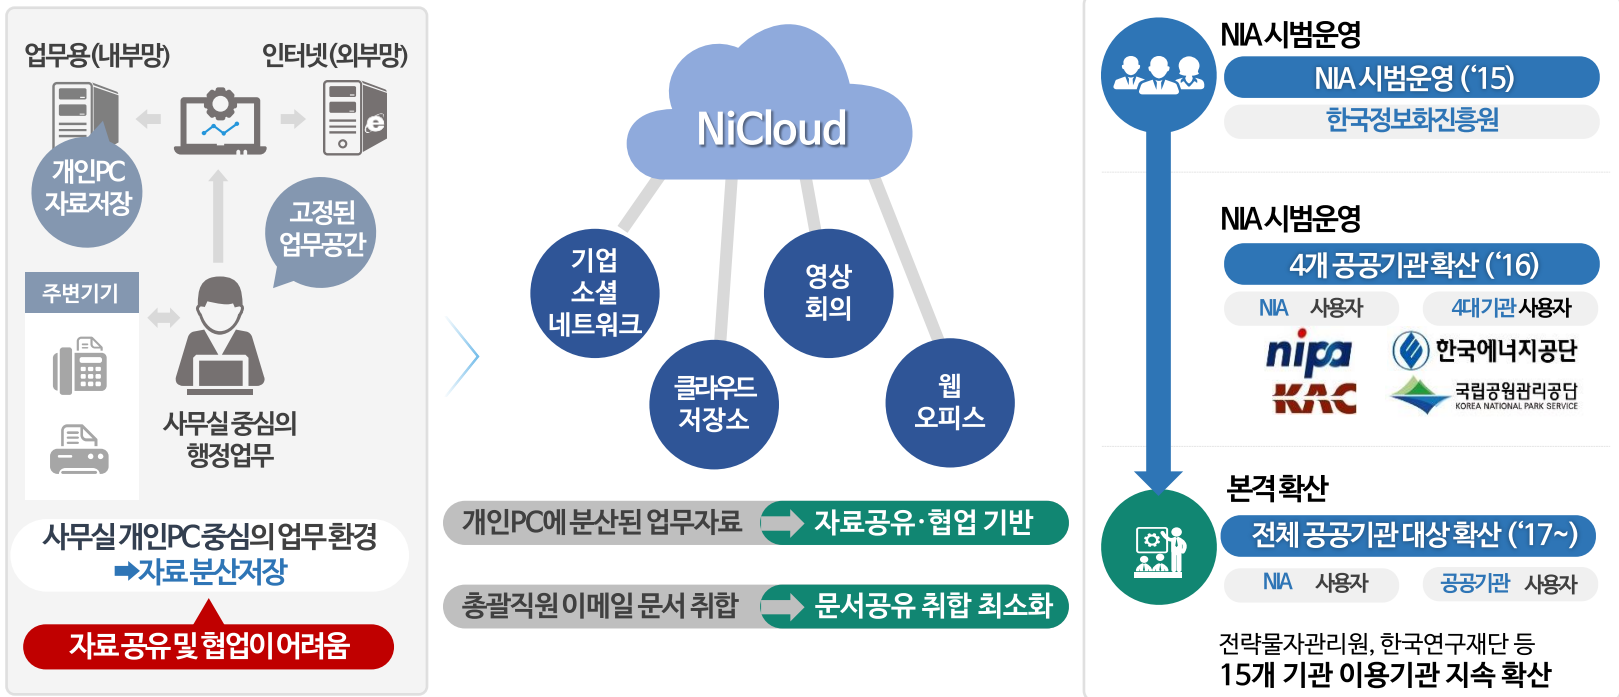 업무용(내부망)
인터넷(외부망)
개인PC
자료저장
고정된
업무공간
주변기기
사무실 중심의
행정업무
사무실 개인PC 중심의 업무 환경
➡자료 분산저장
자료 공유 및 협업이 어려움
NiCloud
기업
소셜
네트워크
영상
회의
클라우드
저장소
웹
오피스
개인PC에 분산된 업무자료
자료공유·협업 기반
총괄직원 이메일 문서 취합
문서공유 취합 최소화
NIA 시범운영
NIA 시범운영 (‘15)
한국정보화진흥원
NIA 시범운영
4개 공공기관 확산 (‘16)
NIA 사용자
4대기관 사용자
nipa
한국에너지공단
KAC
국립공원관리공단
KOREA NATIONAL PARK SERVICE
본격 확산
전체 공공기관 대상 확산 (‘17~)
NIA 사용자
공공기관 사용자
전략물자관리원, 한국연구재단 등
15개 기관 이용기관 지속 확산